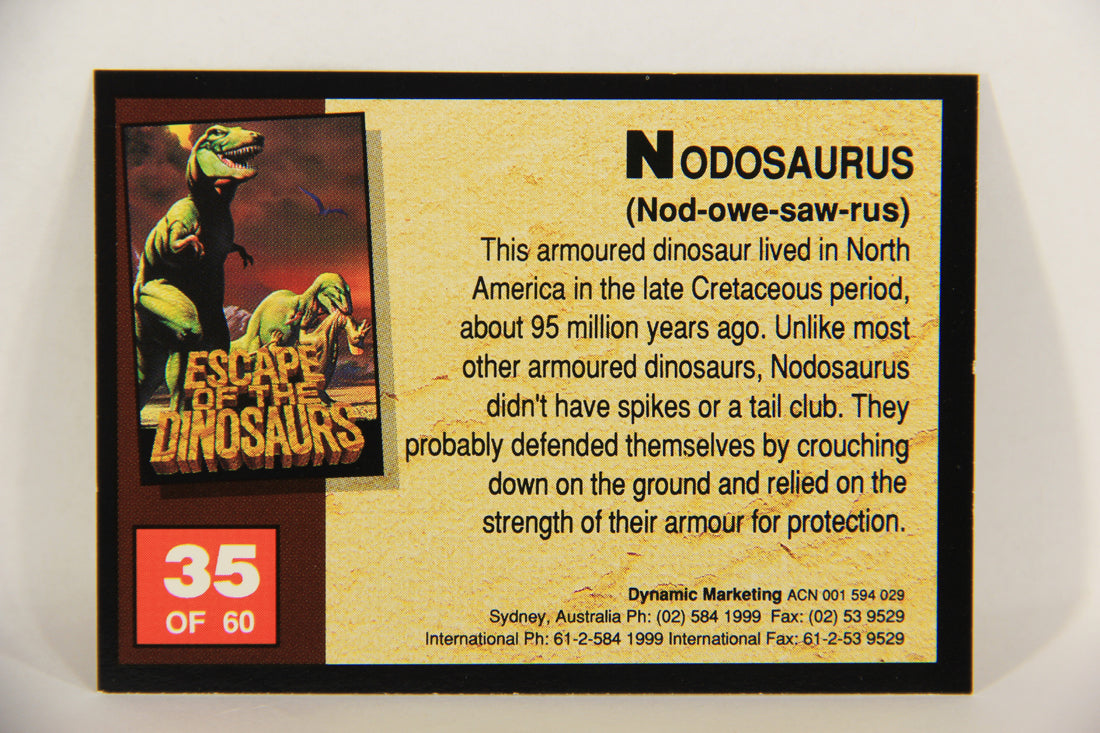 ESCAPE
OF THE
DINOSAURS
35
OF 60
NODOSAURUS
(Nod-owe-saw-rus)
This armoured dinosaur lived in North
America in the late Cretaceous period,
about 95 million years ago. Unlike most
other armoured dinosaurs, Nodosaurus
didn't have spikes or a tail club. They
probably defended themselves by crouching
down on the ground and relied on the
strength of their armour for protection.
Dynamic Marketing ACN 001 594 029
Sydney, Australia Ph: (02) 584 1999 Fax: (02) 53 9529
International Ph: 61-2-584 1999 International Fax: 61-2-53 9529